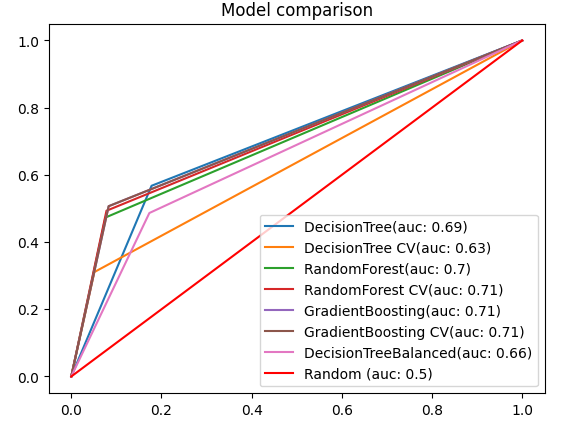 Model comparison
1.0
0.8
0.6
0.4
0.2
0.0
DecisionTree(auc: 0.69)
DecisionTree CV(auc: 0.63)
RandomForest(auc: 0.7)
RandomForest CV(auc: 0.71)
GradientBoosting(auc: 0.71)
GradientBoosting CV(auc: 0.71)
DecisionTreeBalanced(auc: 0.66)
Random (auc: 0.5)
0.0 0.2 0.4 0.6 0.8 1.0